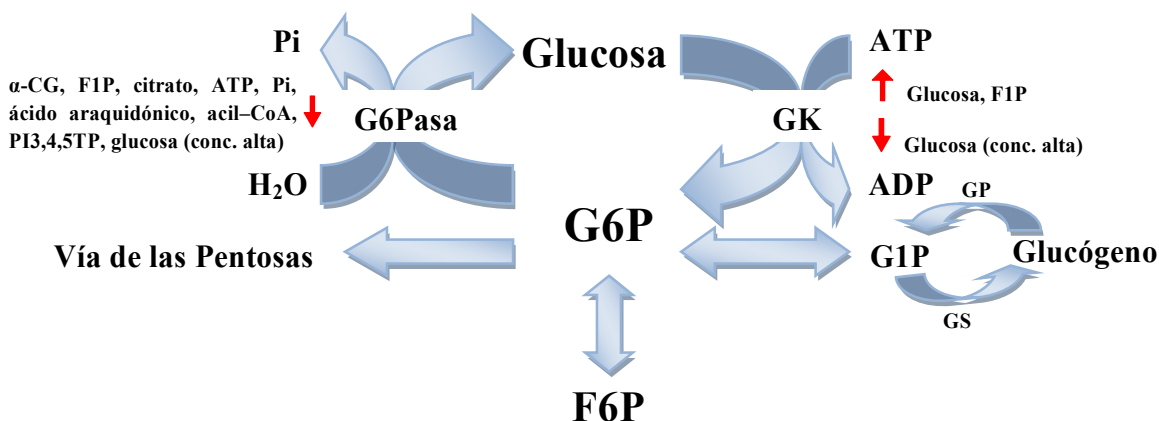 Pi
Glucosa
ATP
α-CG, F1P, citrato, ATP, Pi,
ácido araquidónico, acil–CoA,
PI3,4,5TP, glucosa (conc. alta)
G6Pasa
GK
Glucosa, F1P
Glucosa (conc. alta)
H₂O
ADP
GP
G6P
Vía de las Pentosas
G1P
Glucógeno
GS
F6P